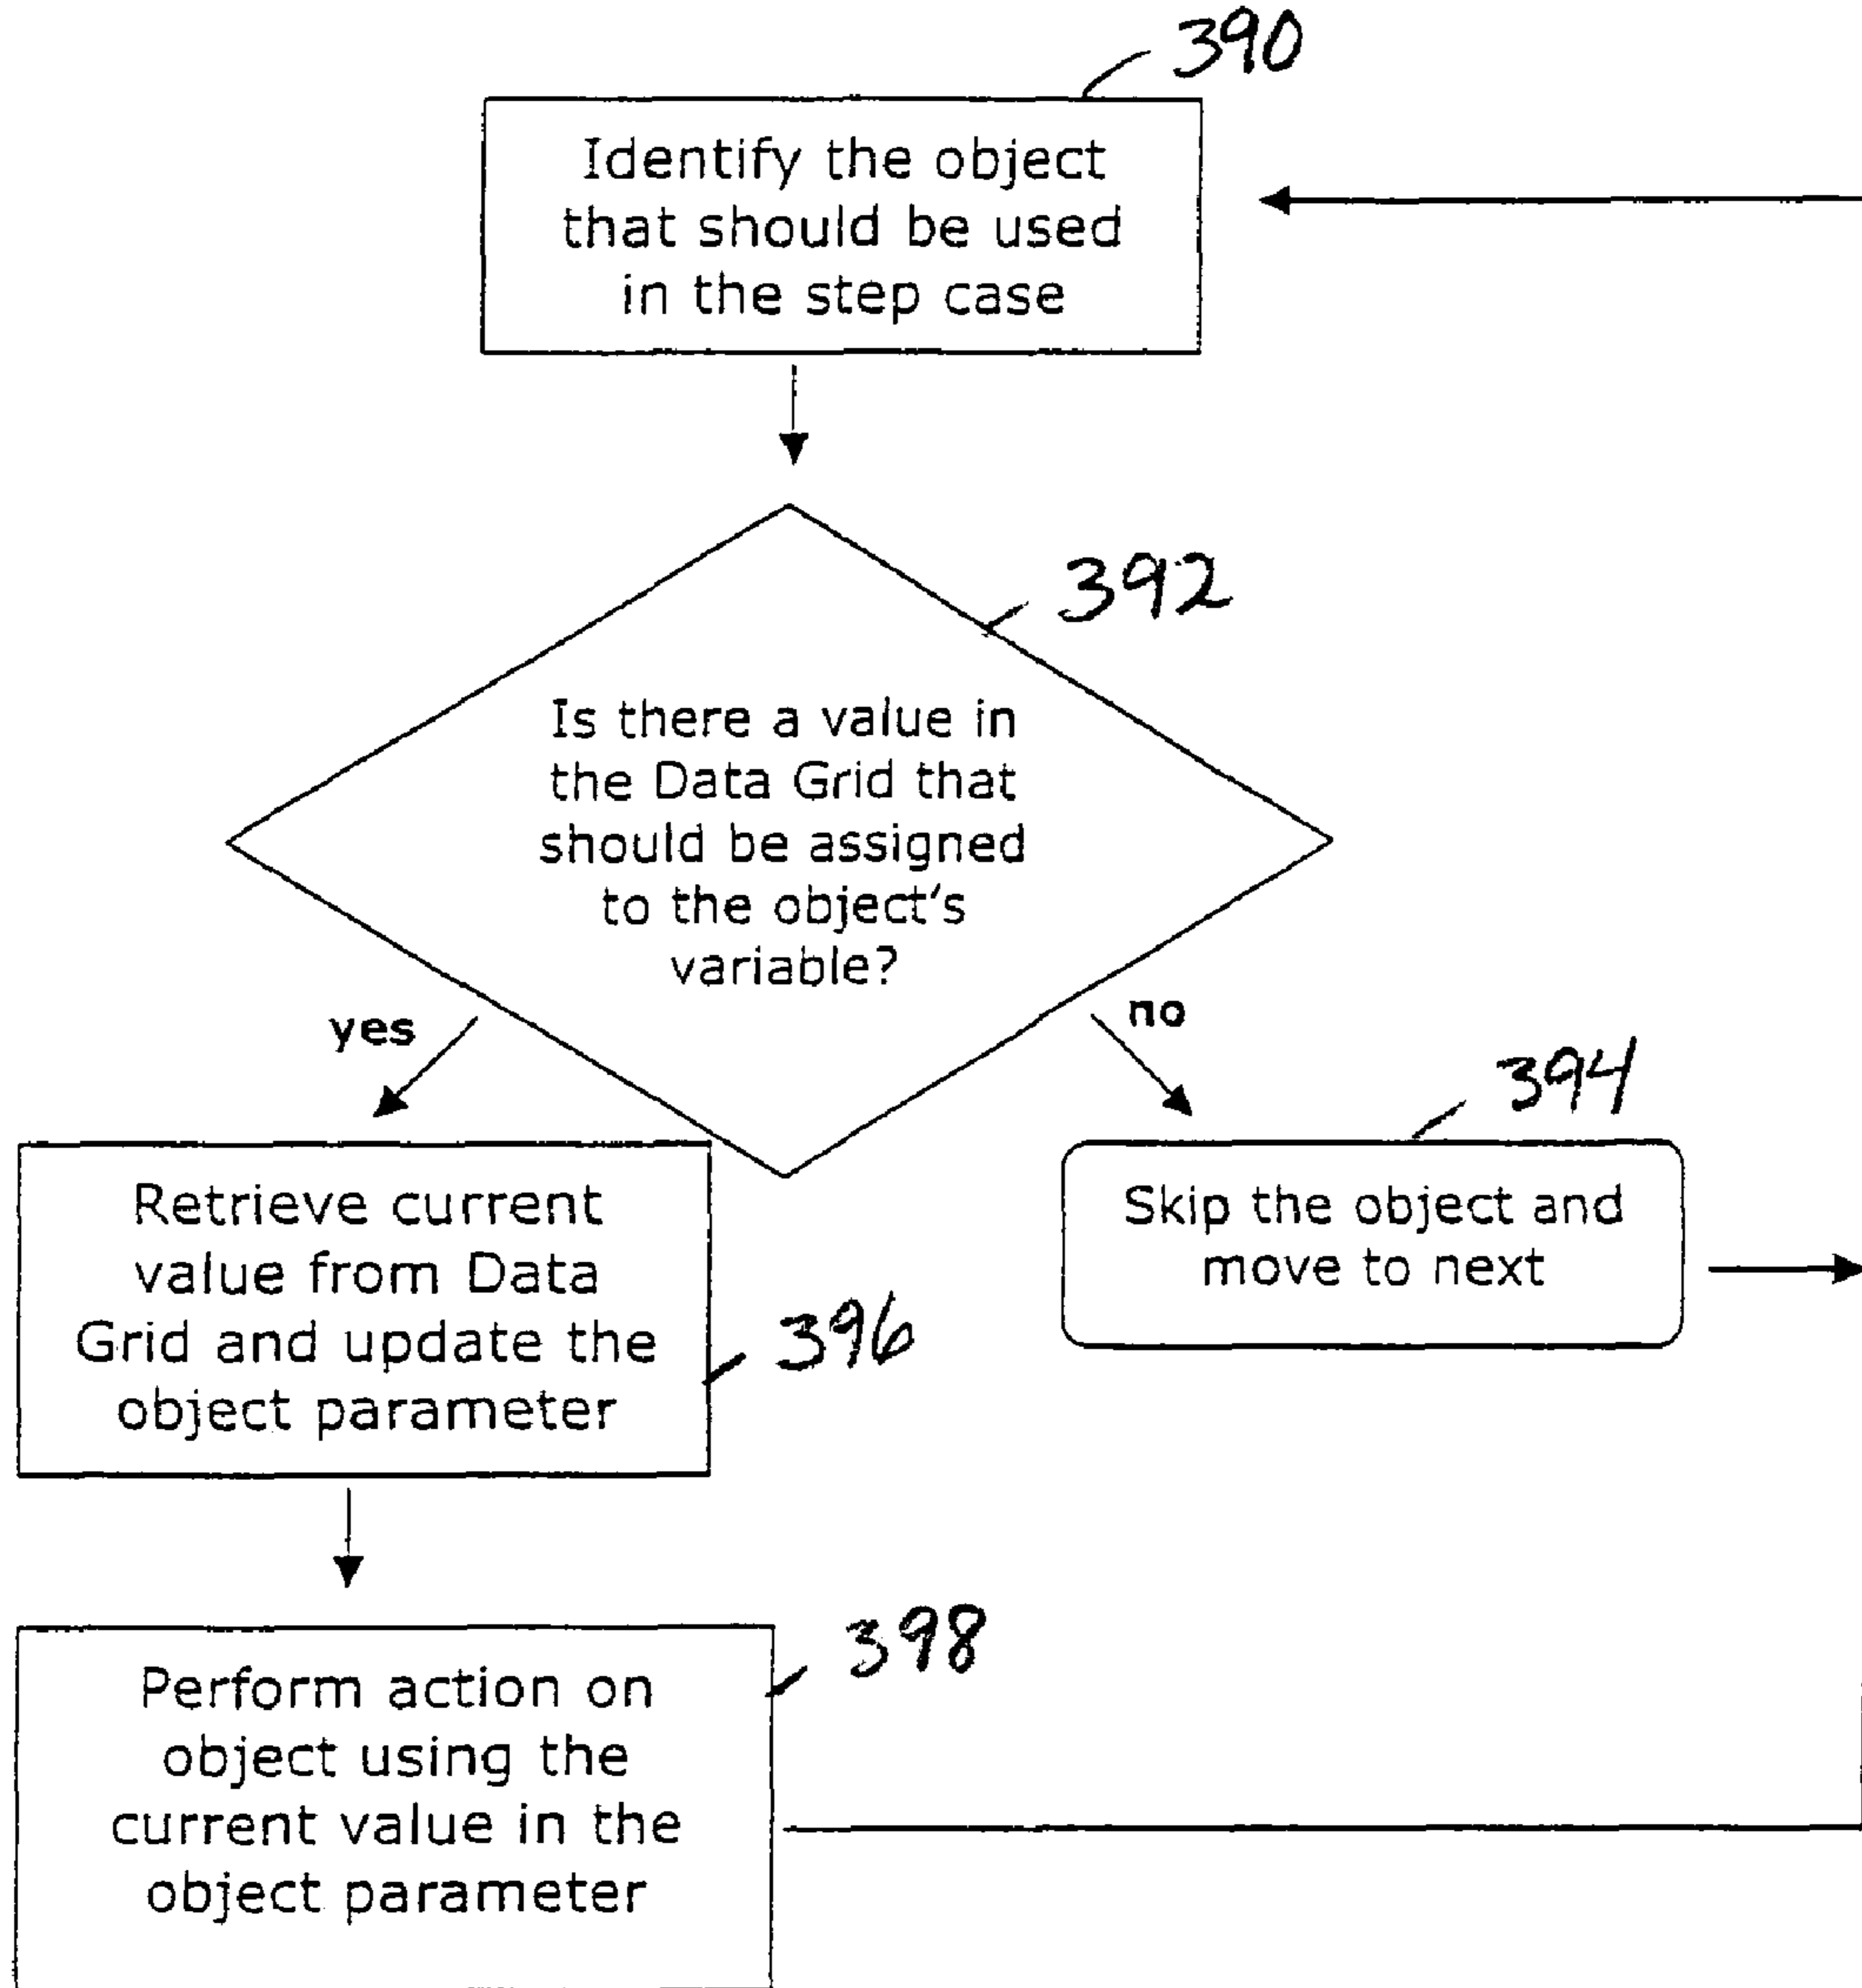 390
Identify the object
that should be used
in the step case
392
Is there a value in
the Data Grid that
should be assigned
to the object's
variable?
yes
no
394
Retrieve current
value from Data
Grid and update the
object parameter
Skip the object and
move to next
396
398
Perform action on
object using the
current value in the
object parameter